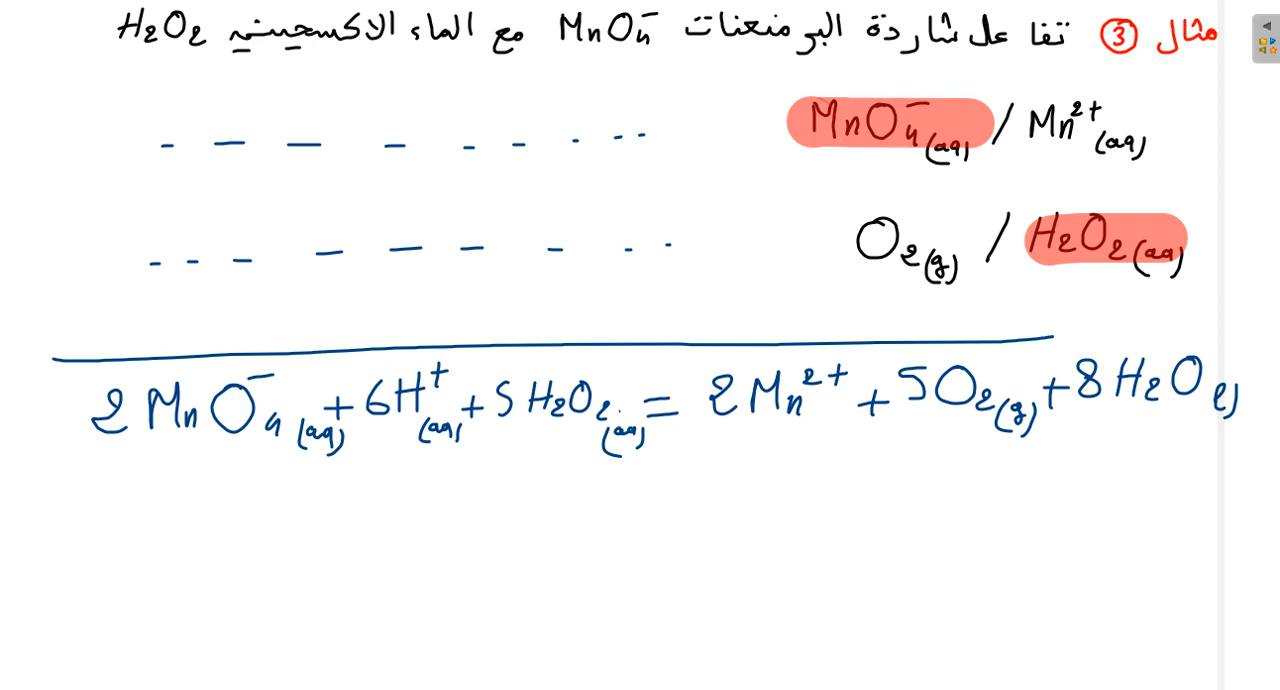 مثال ③ تفاعل شاردة البرمنغنات MnO₄⁻ مع الماء الاكسجيني H₂O₂
MnO₄⁻(aq) / Mn²⁺(aq)
O₂(g) / H₂O₂(aq)
2MnO₄⁻(aq) + 6H⁺(aq) + 5H₂O₂(aq) = 2Mn²⁺ + 5O₂(g) + 8H₂O(l)